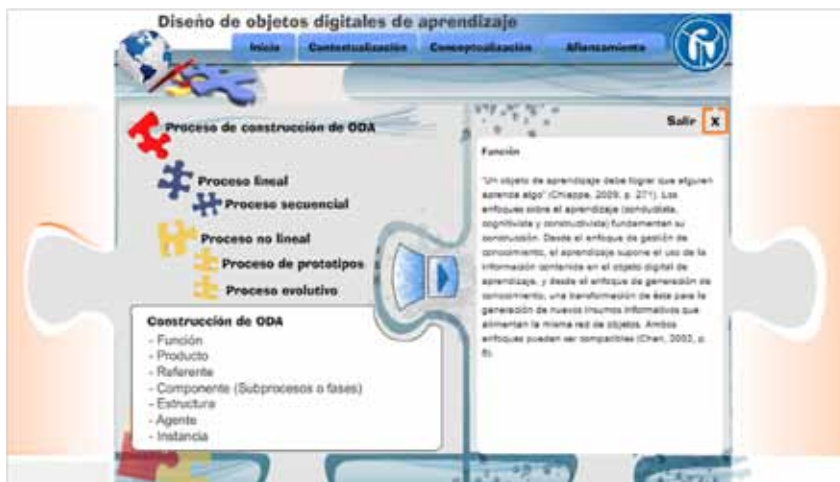 Diseño de objetos digitales de aprendizaje
Inicio Contextualización Conceptualización Afianzamiento
Proceso de construcción de ODA
Proceso lineal
Proceso secuencial
Proceso no lineal
Proceso de prototipos
Proceso evolutivo
Construcción de ODA
- Función
- Producto
- Referente
- Componente (Subprocesos o fases)
- Estructura
- Agente
- Instancia
Salir X
Función
"Un objeto de aprendizaje debe lograr que alguien
aprenda algo" (Chiappe, 2009, p. 271). Los
enfoques sobre el aprendizaje (conductista,
cognitivista y constructivista) fundamentan su
construcción. Desde el enfoque de gestión de
conocimiento, el aprendizaje supone el uso de la
información contenida en el objeto digital de
aprendizaje, y desde el enfoque de generación de
conocimiento, una transformación de ésta para la
generación de nuevos insumos informativos que
alimentan la misma red de objetos. Ambos
enfoques pueden ser compatibles (Chan, 2002, p.
8).